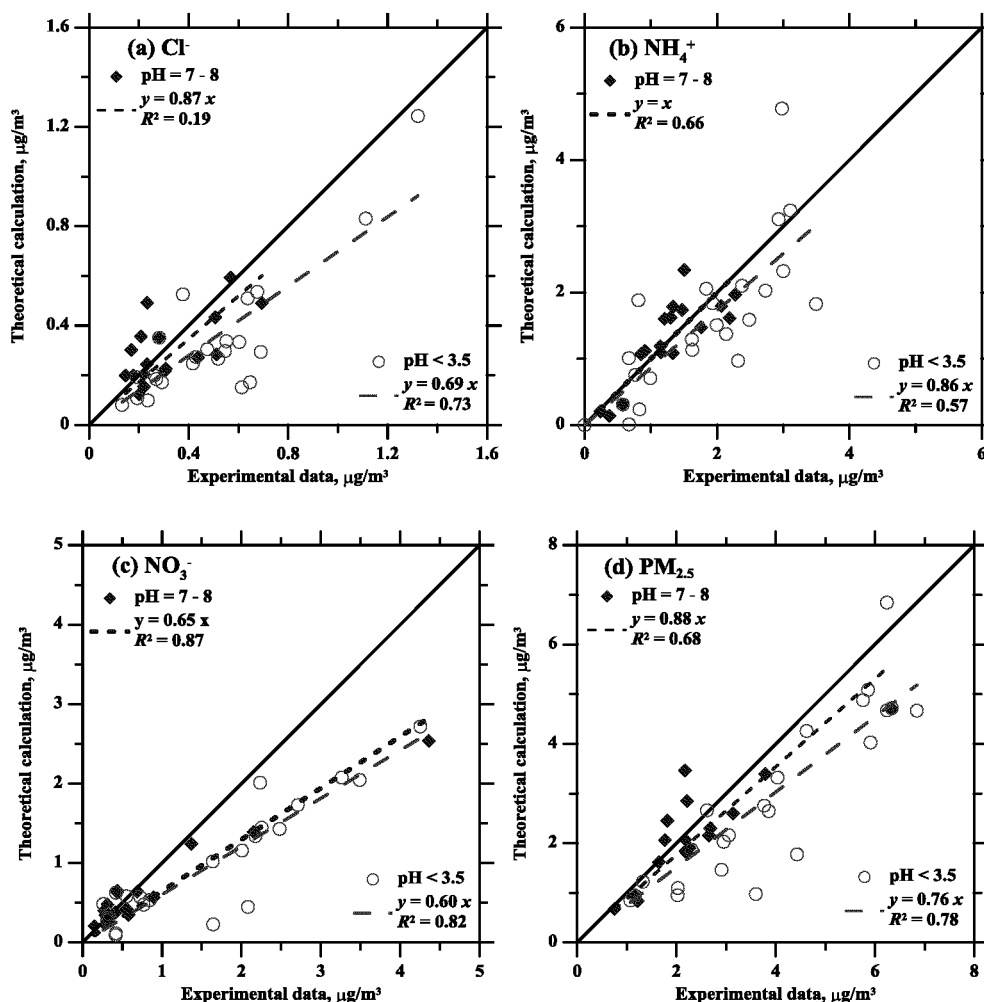 (a) Cl⁻
pH = 7 - 8
y = 0.87 x
R² = 0.19
pH < 3.5
y = 0.69 x
R² = 0.73
1.6
1.2
0.8
0.4
0
0 0.4 0.8 1.2 1.6
Theoretical calculation, µg/m³
Experimental data, µg/m³
(b) NH₄⁺
pH = 7 - 8
y = x
R² = 0.66
pH < 3.5
y = 0.86 x
R² = 0.57
6
4
2
0
0 2 4 6
Theoretical calculation, µg/m³
Experimental data, µg/m³
(c) NO₃⁻
pH = 7 - 8
y = 0.65 x
R² = 0.87
pH < 3.5
y = 0.60 x
R² = 0.82
5
4
3
2
1
0
0 1 2 3 4 5
Theoretical calculation, µg/m³
Experimental data, µg/m³
(d) PM₂.₅
pH = 7 - 8
y = 0.88 x
R² = 0.68
pH < 3.5
y = 0.76 x
R² = 0.78
8
6
4
2
0
0 2 4 6 8
Theoretical calculation, µg/m³
Experimental data, µg/m³